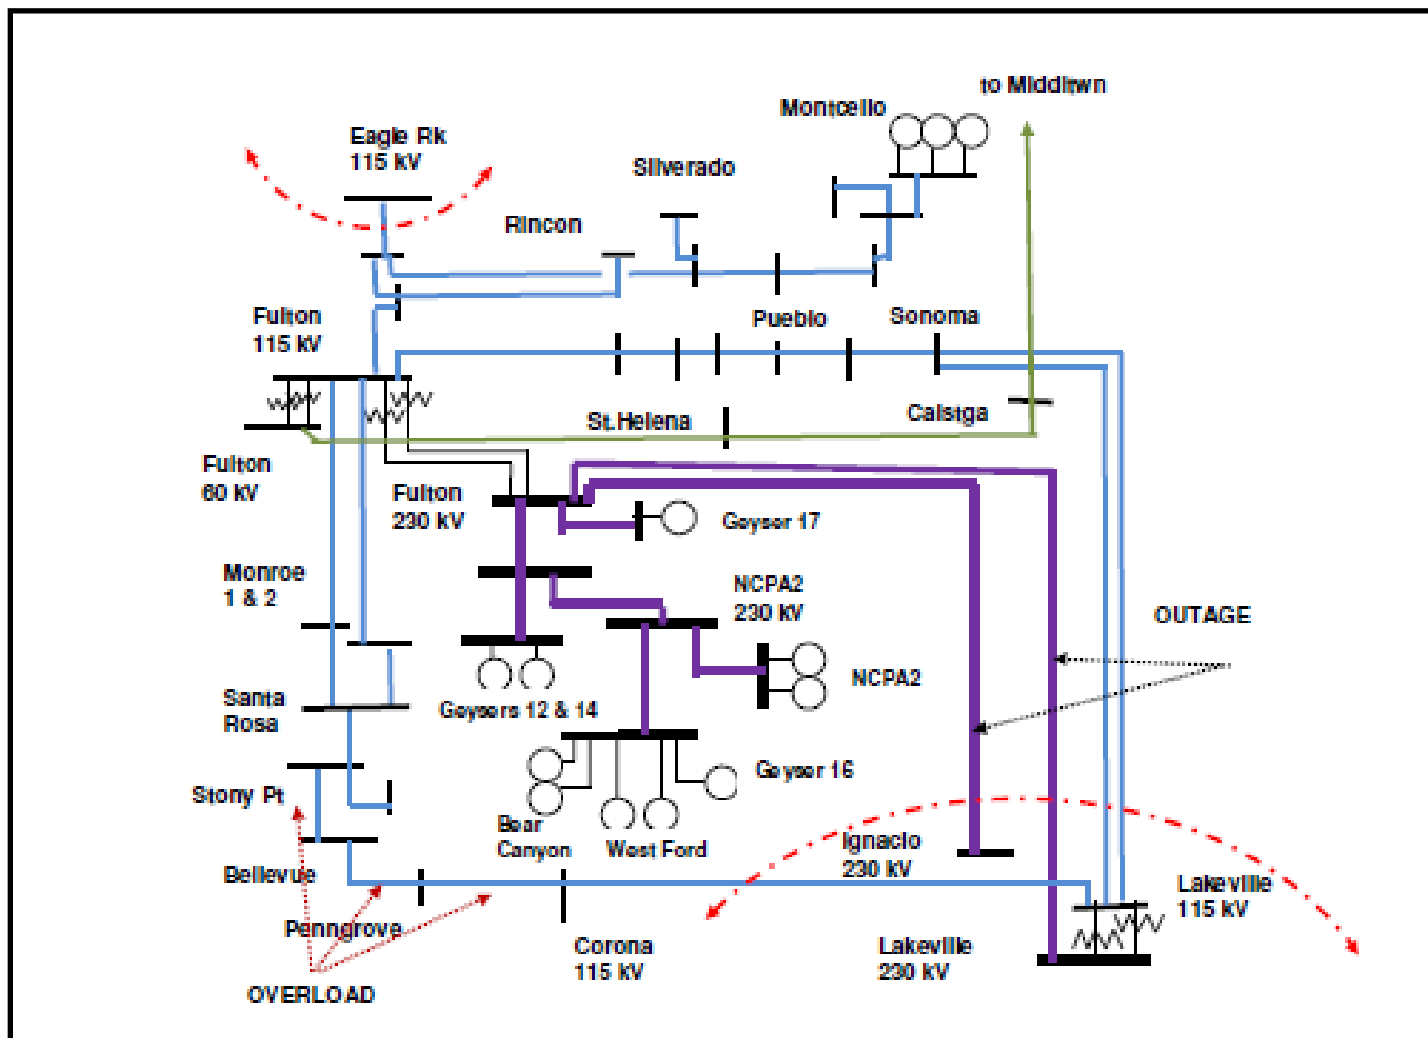 to Middltwn
Montcello
Eagle Rk
115 kV
Silverado
Rincon
Fulton
115 kV
Pueblo
Sonoma
St.Helena
Calstga
Fulton
60 kV
Fulton
230 kV
Geyser 17
Monroe
1 & 2
NCPA2
230 kV
OUTAGE
NCPA2
Santa
Rosa
Geysers 12 & 14
Geyser 16
Stony Pt
Bear
Canyon
West Ford
Ignacio
230 kV
Bellevue
Lakeville
115 kV
Penngrove
Corona
115 kV
Lakeville
230 kV
OVERLOAD